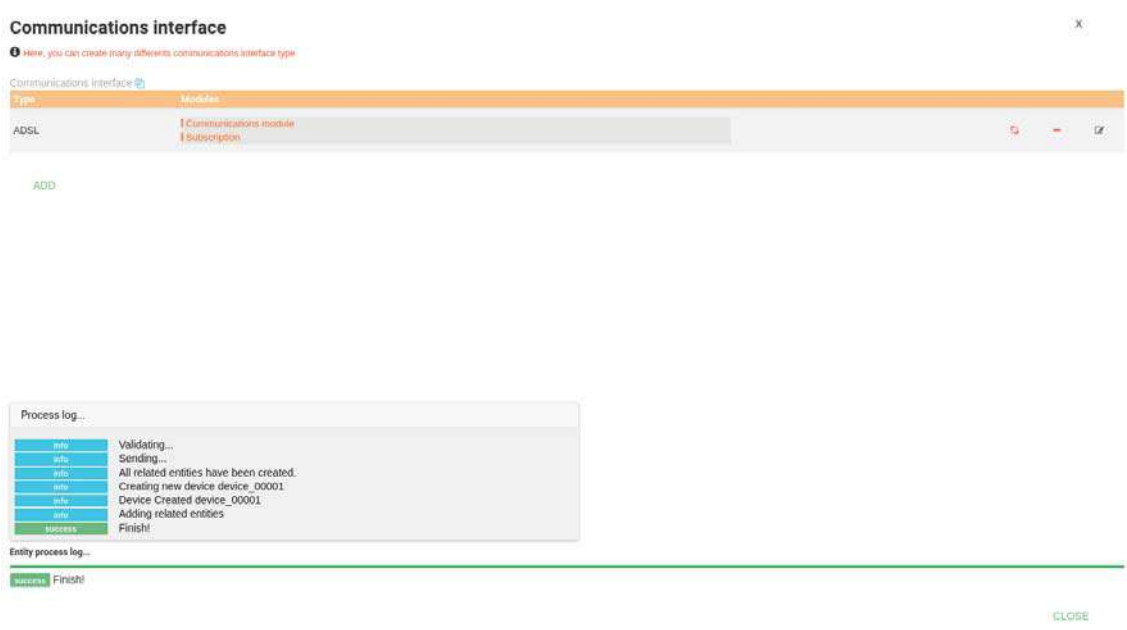 Communications interface
X
Here, you can create many differents communications interface type
Communications interface
Type Modules
ADSL
Communications module
Subscription
ADD
Process log...
info Validating...
info Sending...
info All related entities have been created.
info Creating new device device_00001
info Device Created device_00001
info Adding related entities
success Finish!
Entity process log...
success Finish!
CLOSE